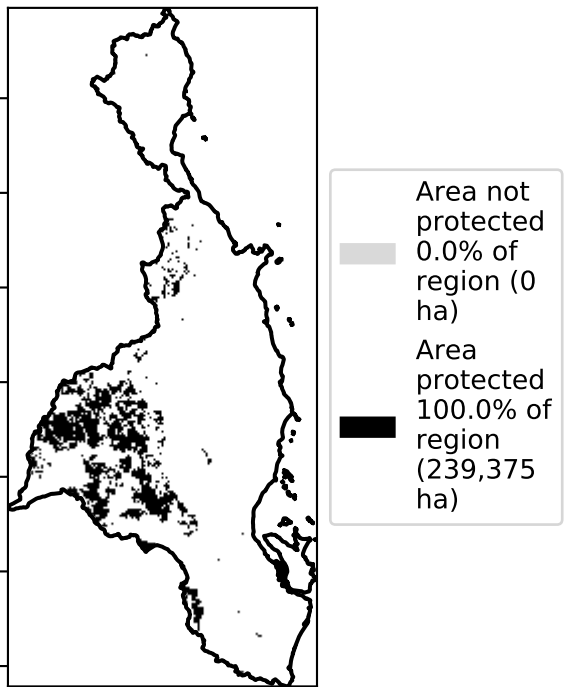 Area not
protected
0.0% of
region (0
ha)
Area
protected
100.0% of
region
(239,375
ha)